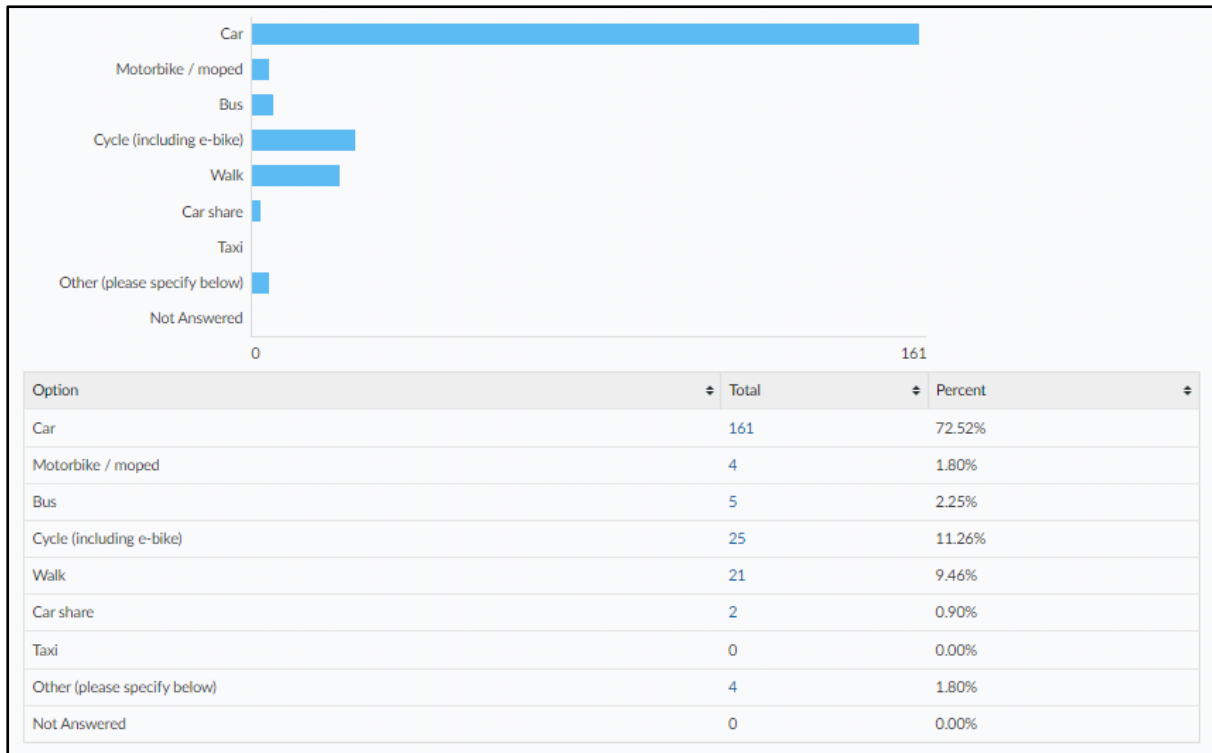 Car
Motorbike / moped
Bus
Cycle (including e-bike)
Walk
Car share
Taxi
Other (please specify below)
Not Answered
0 161
Option Total Percent
Car 161 72.52%
Motorbike / moped 4 1.80%
Bus 5 2.25%
Cycle (including e-bike) 25 11.26%
Walk 21 9.46%
Car share 2 0.90%
Taxi 0 0.00%
Other (please specify below) 4 1.80%
Not Answered 0 0.00%